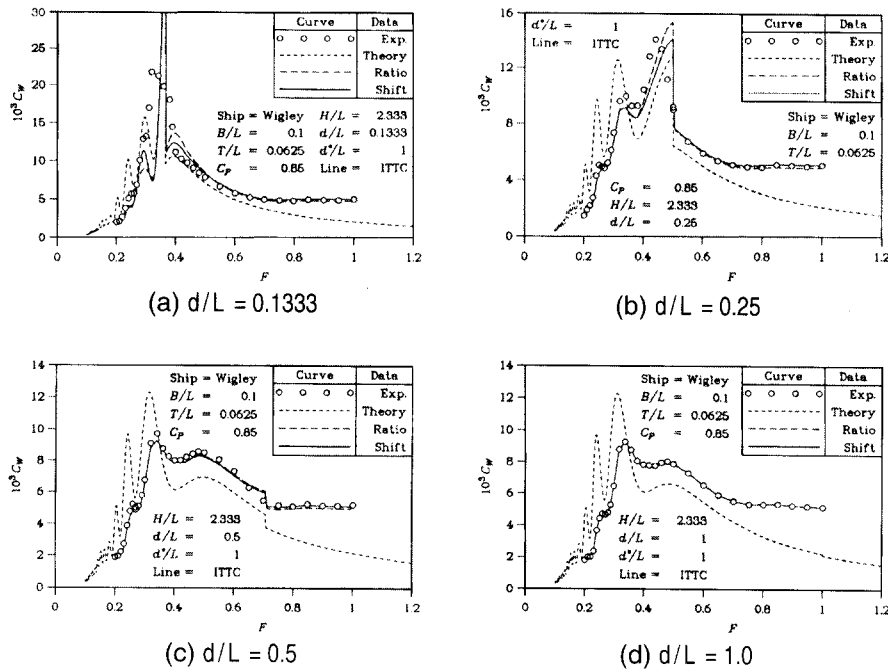 30
25
20
15
10
5
0
10³ C_W
0 0.2 0.4 0.6 0.8 1 1.2
F
Curve Data
Exp.
Theory
Ratio
Shift
Ship = Wigley H/L = 2.333
B/L = 0.1 d/L = 0.1333
T/L = 0.0625 d*/L = 1
C_P = 0.85 Line = ITTC
(a) d/L = 0.1333
16
12
8
4
0
10³ C_W
0 0.2 0.4 0.6 0.8 1 1.2
F
d*/L = 1
Line = ITTC
Curve Data
Exp.
Theory
Ratio
Shift
Ship = Wigley
B/L = 0.1
T/L = 0.0625
C_P = 0.85
H/L = 2.333
d/L = 0.25
(b) d/L = 0.25
14
12
10
8
6
4
2
0
10³ C_W
0 0.2 0.4 0.6 0.8 1 1.2
F
Ship = Wigley
B/L = 0.1
T/L = 0.0625
C_P = 0.85
Curve Data
Exp.
Theory
Ratio
Shift
H/L = 2.333
d/L = 0.5
d*/L = 1
Line = ITTC
(c) d/L = 0.5
14
12
10
8
6
4
2
0
10³ C_W
0 0.2 0.4 0.6 0.8 1 1.2
F
Ship = Wigley
B/L = 0.1
T/L = 0.0625
C_P = 0.85
Curve Data
Exp.
Theory
Ratio
Shift
H/L = 2.333
d/L = 1
d*/L = 1
Line = ITTC
(d) d/L = 1.0